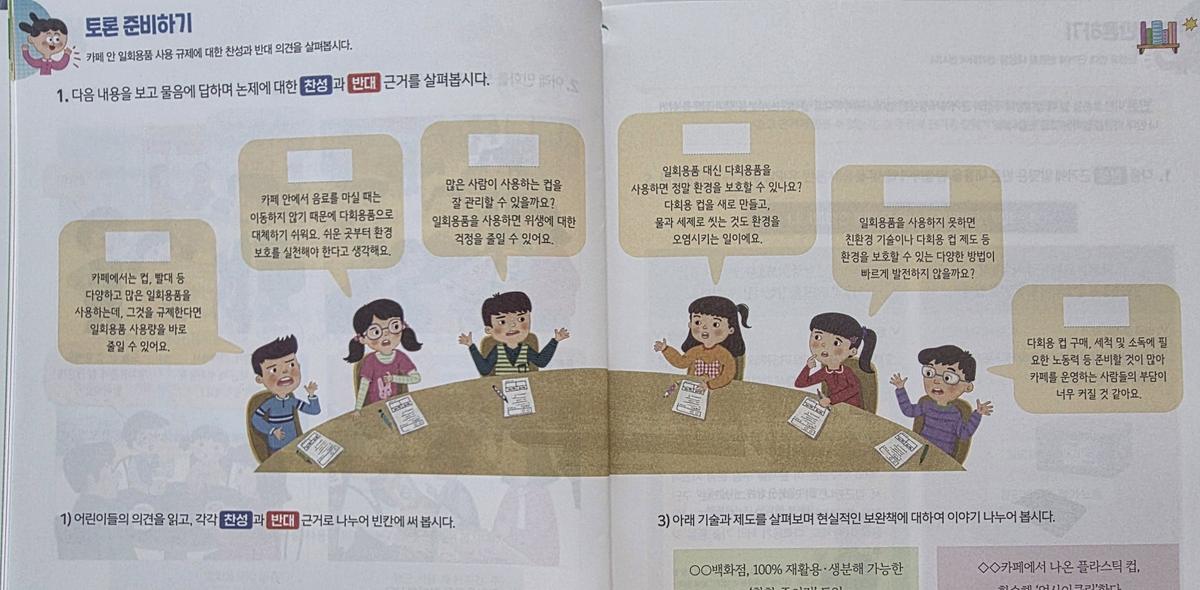 토론 준비하기
카페 안 일회용품 사용 규제에 대한 찬성과 반대 의견을 살펴봅시다.
1. 다음 내용을 보고 물음에 답하며 논제에 대한 찬성 과 반대 근거를 살펴봅시다.
카페에서는 컵, 빨대 등
다양하고 많은 일회용품을
사용하는데, 그것을 규제한다면
일회용품 사용량을 바로
줄일 수 있어요.
카페 안에서 음료를 마실 때는
이동하지 않기 때문에 다회용품으로
대체하기 쉬워요. 쉬운 곳부터 환경
보호를 실천해야 한다고 생각해요.
많은 사람이 사용하는 컵을
잘 관리할 수 있을까요?
일회용품을 사용하면 위생에 대한
걱정을 줄일 수 있어요.
일회용품 대신 다회용품을
사용하면 정말 환경을 보호할 수 있나요?
다회용 컵을 새로 만들고,
물과 세제로 씻는 것도 환경을
오염시키는 일이에요.
일회용품을 사용하지 못하면
친환경 기술이나 다회용 컵 제도 등
환경을 보호할 수 있는 다양한 방법이
빠르게 발전하지 않을까요?
다회용 컵 구매, 세척 및 소독에 필
요한 노동력 등 준비할 것이 많아
카페를 운영하는 사람들의 부담이
너무 커질 것 같아요.
1) 어린이들의 의견을 읽고, 각각 찬성 과 반대 근거로 나누어 빈칸에 써 봅시다.
3) 아래 기술과 제도를 살펴보며 현실적인 보완책에 대하여 이야기 나누어 봅시다.
○○백화점, 100% 재활용·생분해 가능한
◇◇카페에서 나온 플라스틱 컵,